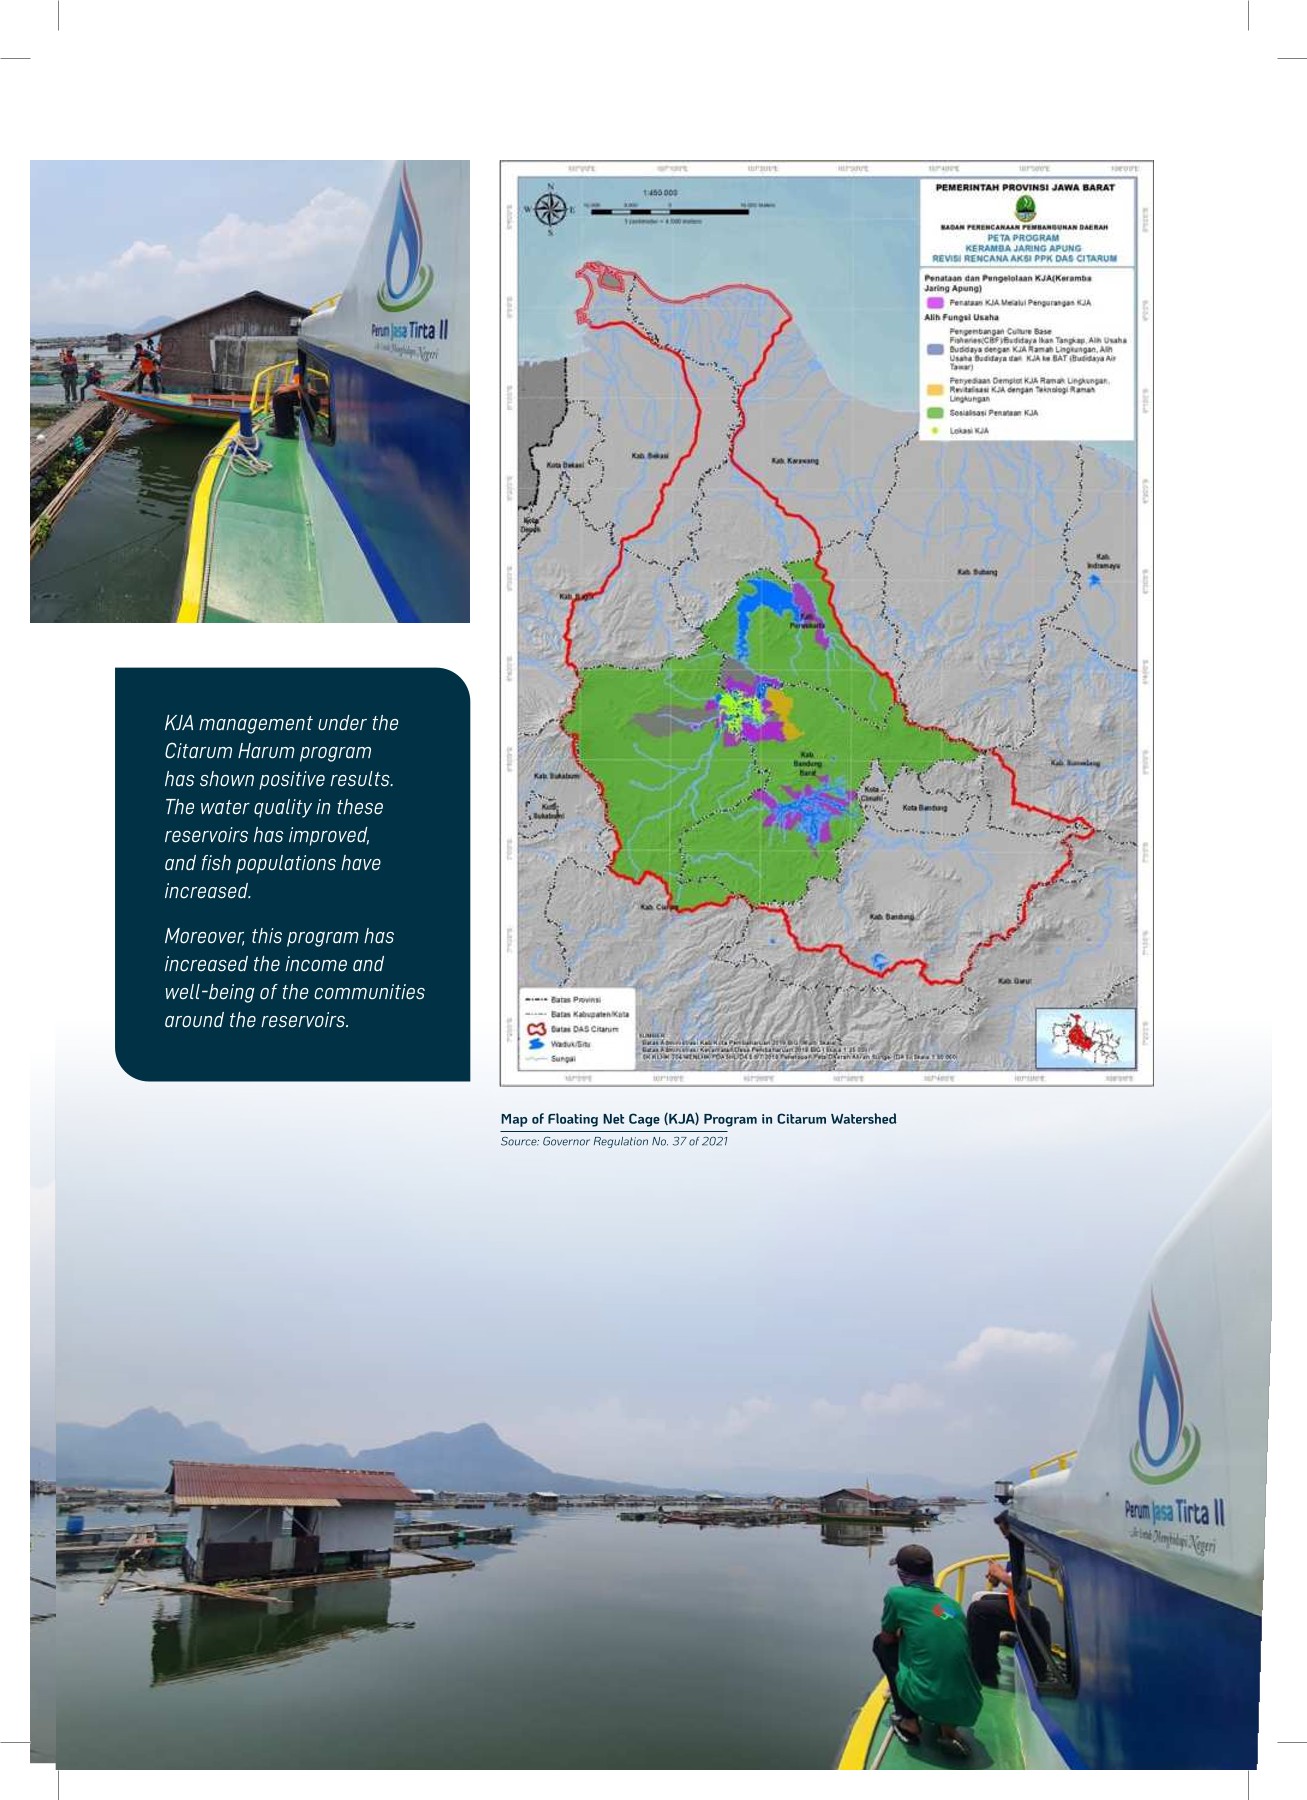 Perum Jasa Tirta II
KJA management under the
Citarum Harum program
has shown positive results.
The water quality in these
reservoirs has improved,
and fish populations have
increased.
Moreover, this program has
increased the income and
well-being of the communities
around the reservoirs.
N
W E
S
1:450.000
PEMERINTAH PROVINSI JAWA BARAT
BADAN PERENCANAAN PEMBANGUNAN DAERAH
PETA PROGRAM
KERAMBA JARING APUNG
REVISI RENCANA AKSI PPK DAS CITARUM
Penataan dan Pengelolaan KJA(Keramba
Jaring Apung)
Penataan KJA Melalui Pengurangan KJA
Alih Fungsi Usaha
Pengembangan Culture Base
Fisheries(CBF)/Budidaya Ikan Tangkap, Alih Usaha
Budidaya dengan KJA Ramah Lingkungan, Alih
Usaha Budidaya dari KJA ke BAT (Budidaya Air
Tawar)
Penyediaan Demplot KJA Ramah Lingkungan,
Revitalisasi KJA dengan Teknologi Ramah
Lingkungan
Sosialisasi Penataan KJA
Lokasi KJA
Kota Bekasi
Kab. Bekasi
Kab. Karawang
Kota
Depok
Kab. Subang
Kab.
Indramayu
Kab. Bogor
Kab.
Purwakarta
Kab. Sukabumi
Kota
Sukabumi
Kab.
Bandung
Barat
Kota
Cimahi
Kota Bandung
Kab. Sumedang
Kab. Cianjur
Kab. Bandung
Kab. Garut
Batas Provinsi
Batas Kabupaten/Kota
Batas DAS Citarum
Waduk/Situ
Sungai
SUMBER
Map of Floating Net Cage (KJA) Program in Citarum Watershed
Source: Governor Regulation No. 37 of 2021
Perum Jasa Tirta II